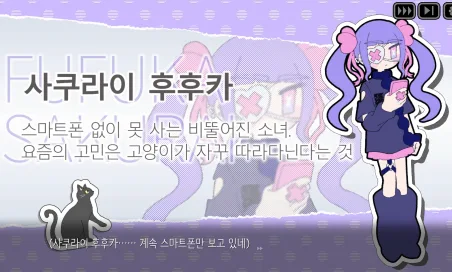 FUFUKA
사쿠라이 후후카
스마트폰 없이 못 사는 비뚤어진 소녀.
요즘의 고민은 고양이가 자꾸 따라다닌다는 것
(사쿠라이 후후카…… 계속 스마트폰만 보고 있네)